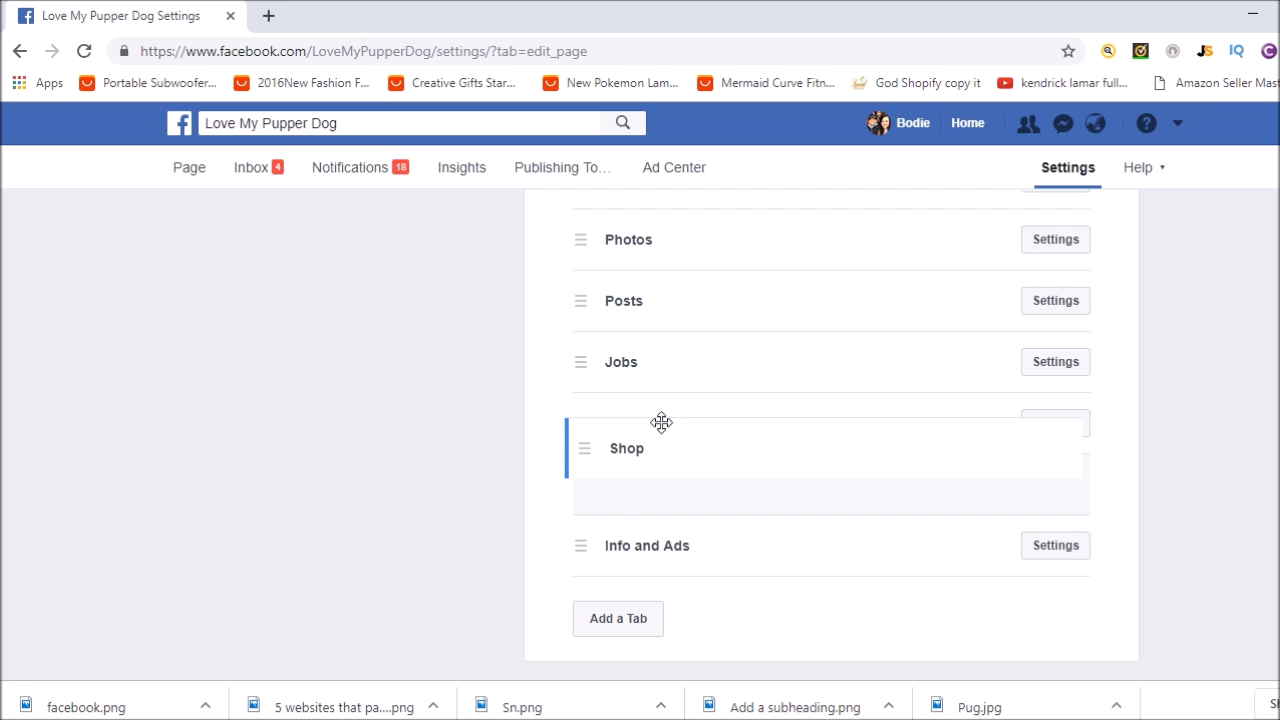 Love My Pupper Dog Settings
https://www.facebook.com/LoveMyPupperDog/settings/?tab=edit_page
Apps Portable Subwoofer... 2016New Fashion F... Creative Gifts Star... New Pokemon Lam... Mermaid Curve Fitn... God Shopify copy it kendrick lamar full... Amazon Seller Mast
Love My Pupper Dog Bodie Home
Page Inbox 4 Notifications 18 Insights Publishing To... Ad Center Settings Help
Photos Settings
Posts Settings
Jobs Settings
Shop
Info and Ads Settings
Add a Tab
facebook.png 5 websites that pa....png Sn.png Add a subheading.png Pug.jpg